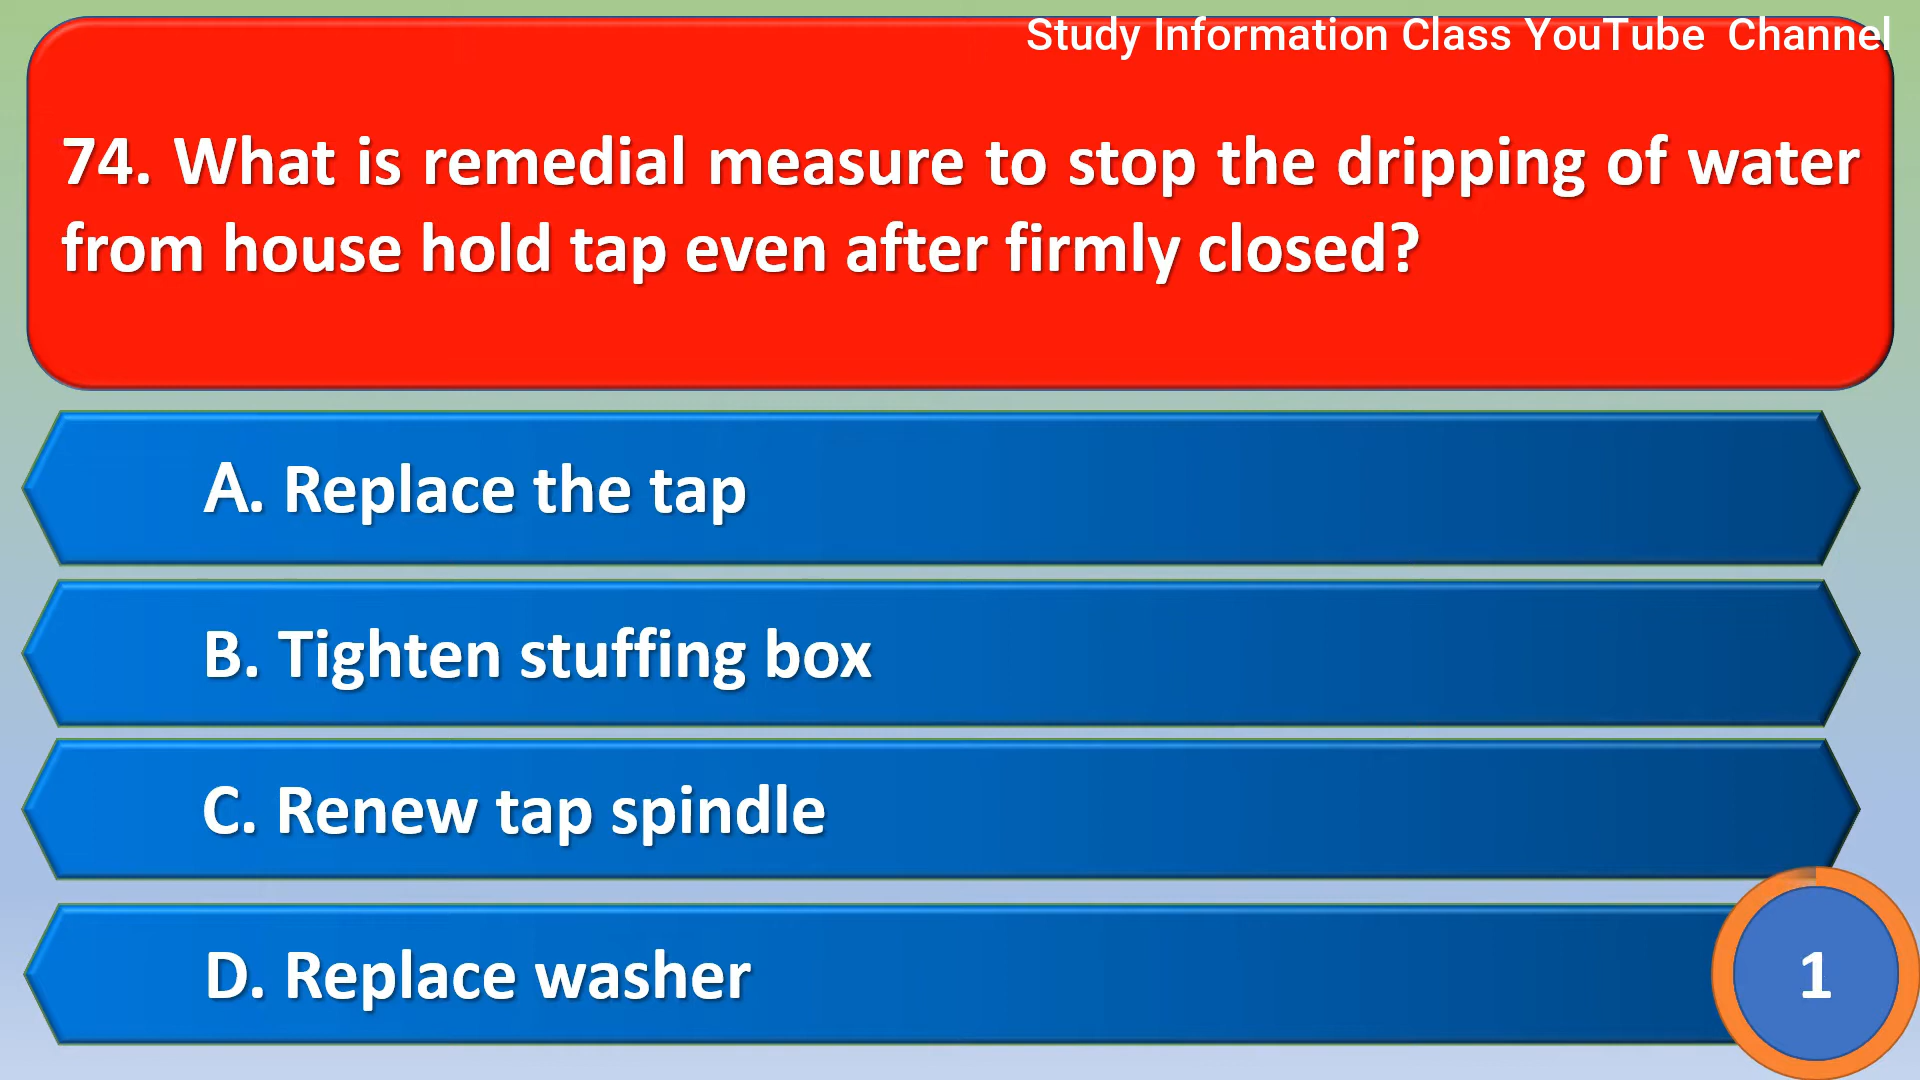 Study Information Class YouTube Channel
74. What is remedial measure to stop the dripping of water
from house hold tap even after firmly closed?
A. Replace the tap
B. Tighten stuffing box
C. Renew tap spindle
D. Replace washer
1